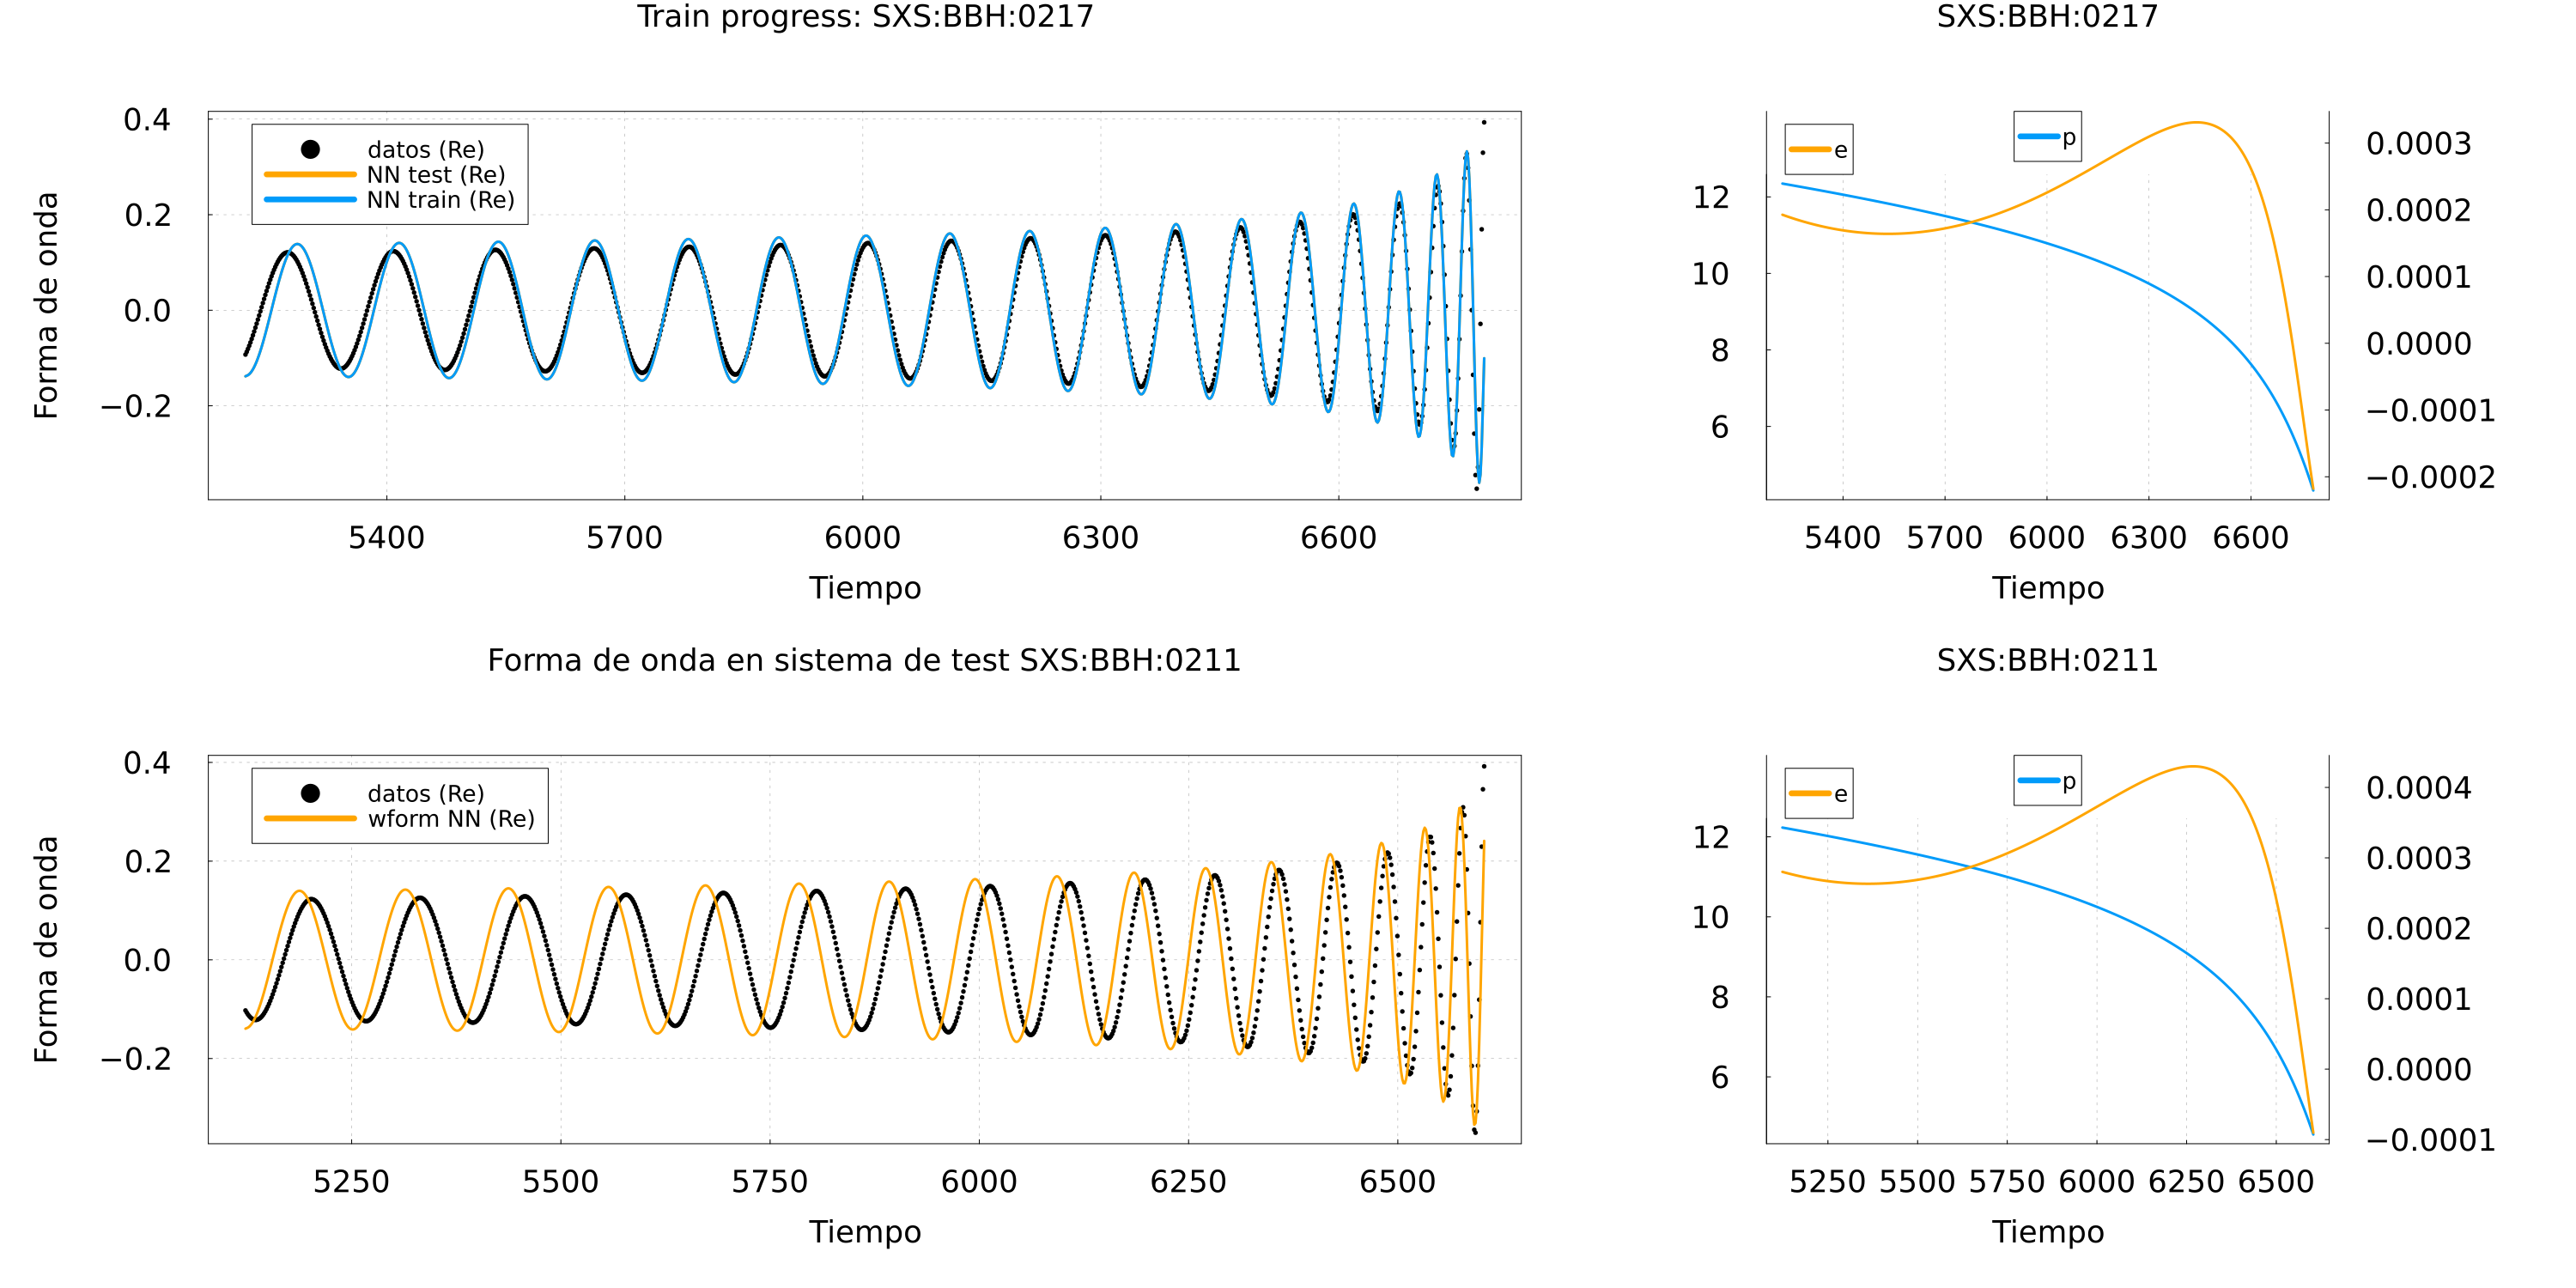 Train progress: SXS:BBH:0217
0.4
0.2
0.0
−0.2
Forma de onda
datos (Re)
NN test (Re)
NN train (Re)
5400 5700 6000 6300 6600
Tiempo
SXS:BBH:0217
e
p
12
10
8
6
0.0003
0.0002
0.0001
0.0000
−0.0001
−0.0002
5400 5700 6000 6300 6600
Tiempo
Forma de onda en sistema de test SXS:BBH:0211
0.4
0.2
0.0
−0.2
Forma de onda
datos (Re)
wform NN (Re)
5250 5500 5750 6000 6250 6500
Tiempo
SXS:BBH:0211
e
p
12
10
8
6
0.0004
0.0003
0.0002
0.0001
0.0000
−0.0001
5250 5500 5750 6000 6250 6500
Tiempo